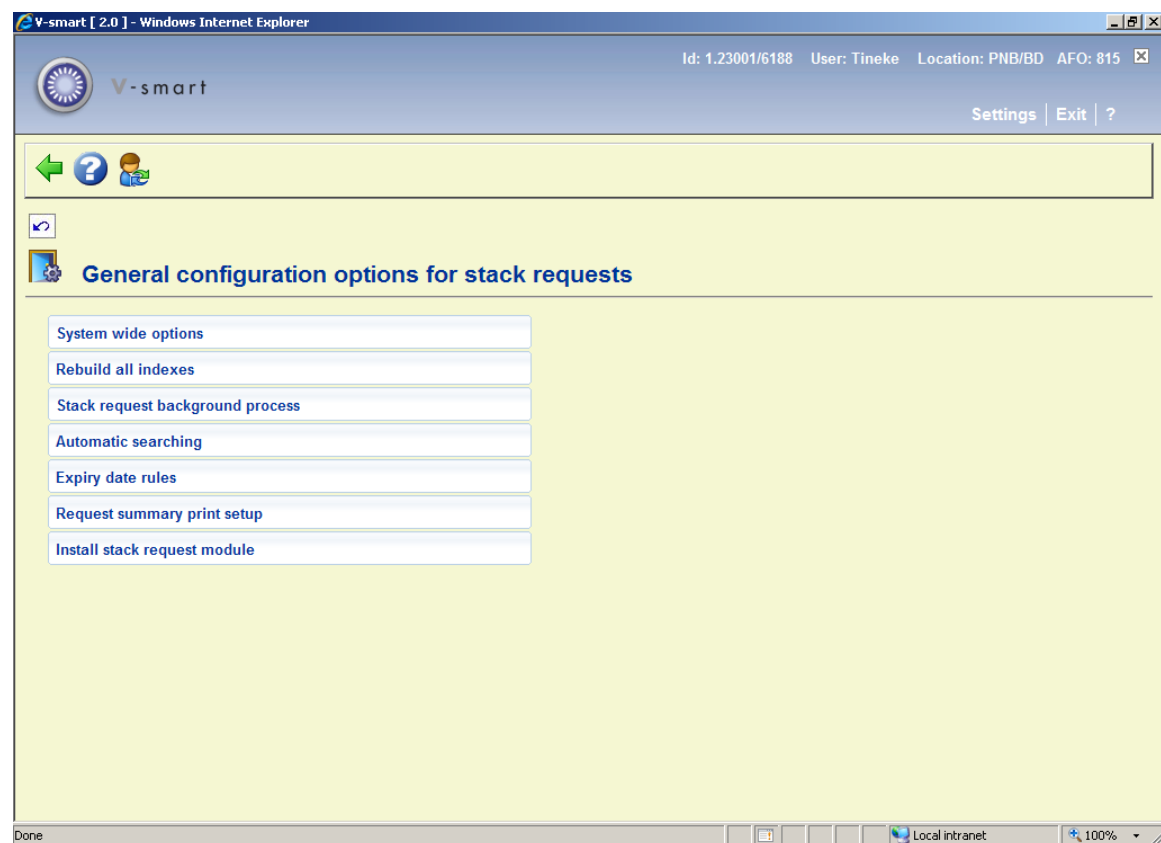 V-smart [ 2.0 ] - Windows Internet Explorer
Id: 1.23001/6188 User: Tineke Location: PNB/BD AFO: 815
V-smart
Settings | Exit | ?
General configuration options for stack requests
System wide options
Rebuild all indexes
Stack request background process
Automatic searching
Expiry date rules
Request summary print setup
Install stack request module
Done Local intranet 100%